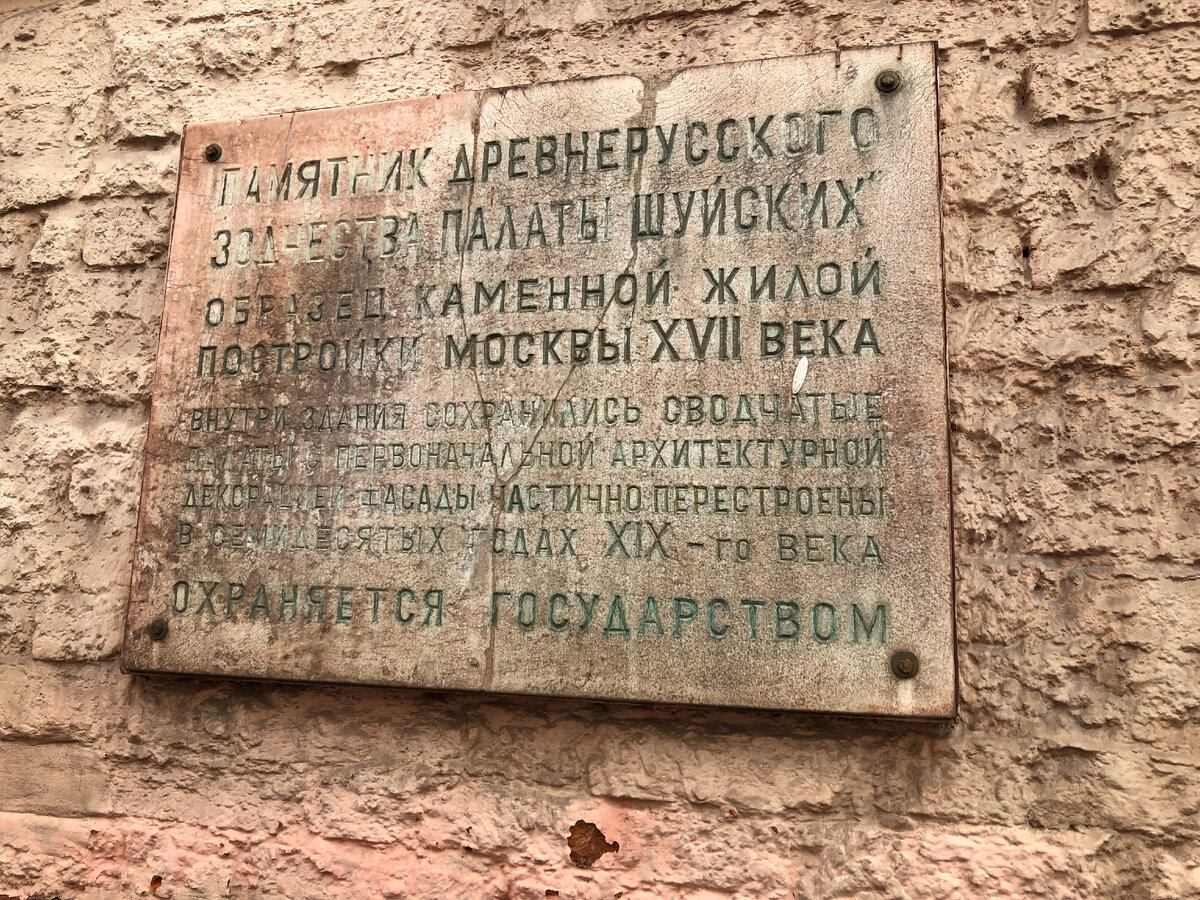 "ПАМЯТНИК ДРЕВНЕРУССКОГО
ЗОДЧЕСТВА ПАЛАТЫ ШУЙСКИХ"
ОБРАЗЕЦ КАМЕННОЙ ЖИЛОЙ
ПОСТРОЙКИ МОСКВЫ XVII ВЕКА
ВНУТРИ ЗДАНИЯ СОХРАНИЛИСЬ СВОДЧАТЫЕ
ПАЛАТЫ С ПЕРВОНАЧАЛЬНОЙ АРХИТЕКТУРНОЙ
ДЕКОРАЦИЕЙ ФАСАДЫ ЧАСТИЧНО ПЕРЕСТРОЕНЫ
В СЕМИДЕСЯТЫХ ГОДАХ XIX -го ВЕКА
ОХРАНЯЕТСЯ ГОСУДАРСТВОМ